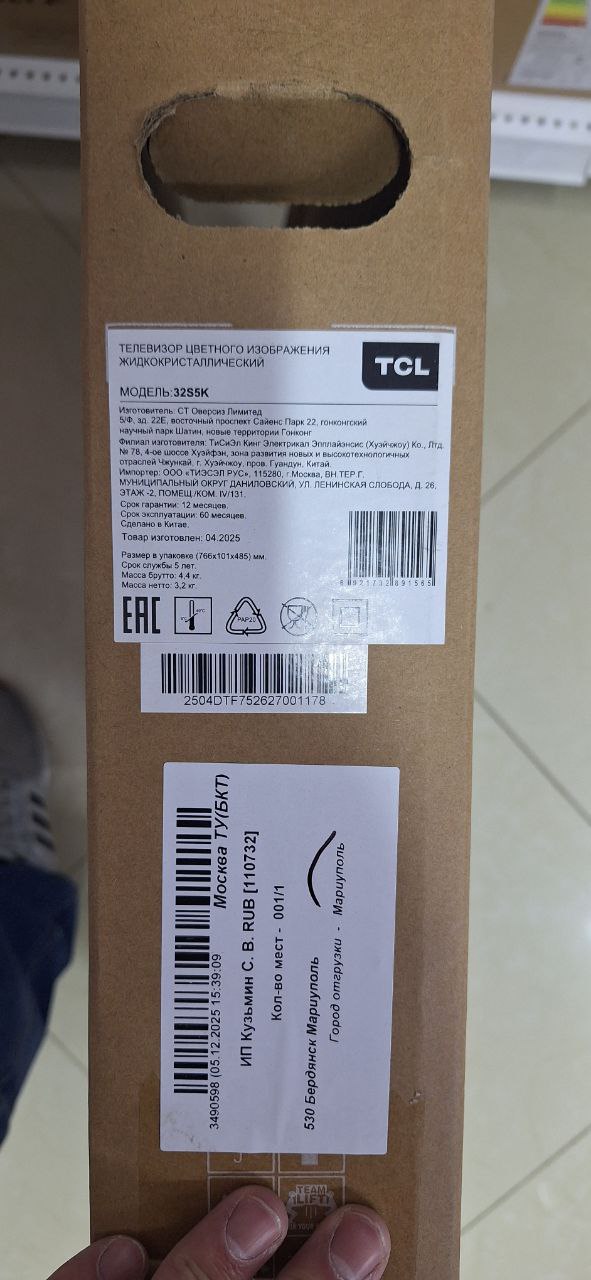 ТЕЛЕВИЗОР ЦВЕТНОГО ИЗОБРАЖЕНИЯ
ЖИДКОКРИСТАЛЛИЧЕСКИЙ
TCL
МОДЕЛЬ:32S5K
Изготовитель: СТ Оверсиз Лимитед
5/Ф, зд. 22Е, восточный проспект Сайенс Парк 22, гонконгский
научный парк Шатин, новые территории Гонконг
Филиал изготовителя: ТиСиЭл Кинг Электрикал Эпплайэнсис (Хуэйчжоу) Ко., Лтд.
№ 78, 4-ое шоссе Хуэйфэн, зона развития новых и высокотехнологичных
отраслей Чжункай, г. Хуэйчжоу, пров. Гуандун, Китай.
Импортер: ООО «ТИЭСЭЛ РУС», 115280, г.Москва, ВН.ТЕР.Г.
МУНИЦИПАЛЬНЫЙ ОКРУГ ДАНИЛОВСКИЙ, УЛ. ЛЕНИНСКАЯ СЛОБОДА, Д. 26,
ЭТАЖ -2, ПОМЕЩ./КОМ. IV/131.
Срок гарантии: 12 месяцев.
Срок эксплуатации: 60 месяцев.
Сделано в Китае.
Товар изготовлен: 04.2025
Размер в упаковке (766x101x485) мм.
Срок службы 5 лет.
Масса брутто: 4,4 кг.
Масса нетто: 3,2 кг.
6921732891565
EAC
PAP20
2504DTF752627001178
3490598 (05.12.2025 15:39:09
Москва ТУ(БКТ)
ИП Кузьмин С. В. RUB [110732]
Кол-во мест - 001/1
530 Бердянск Мариуполь
Город отгрузки - Мариуполь
TEAM
LIFT